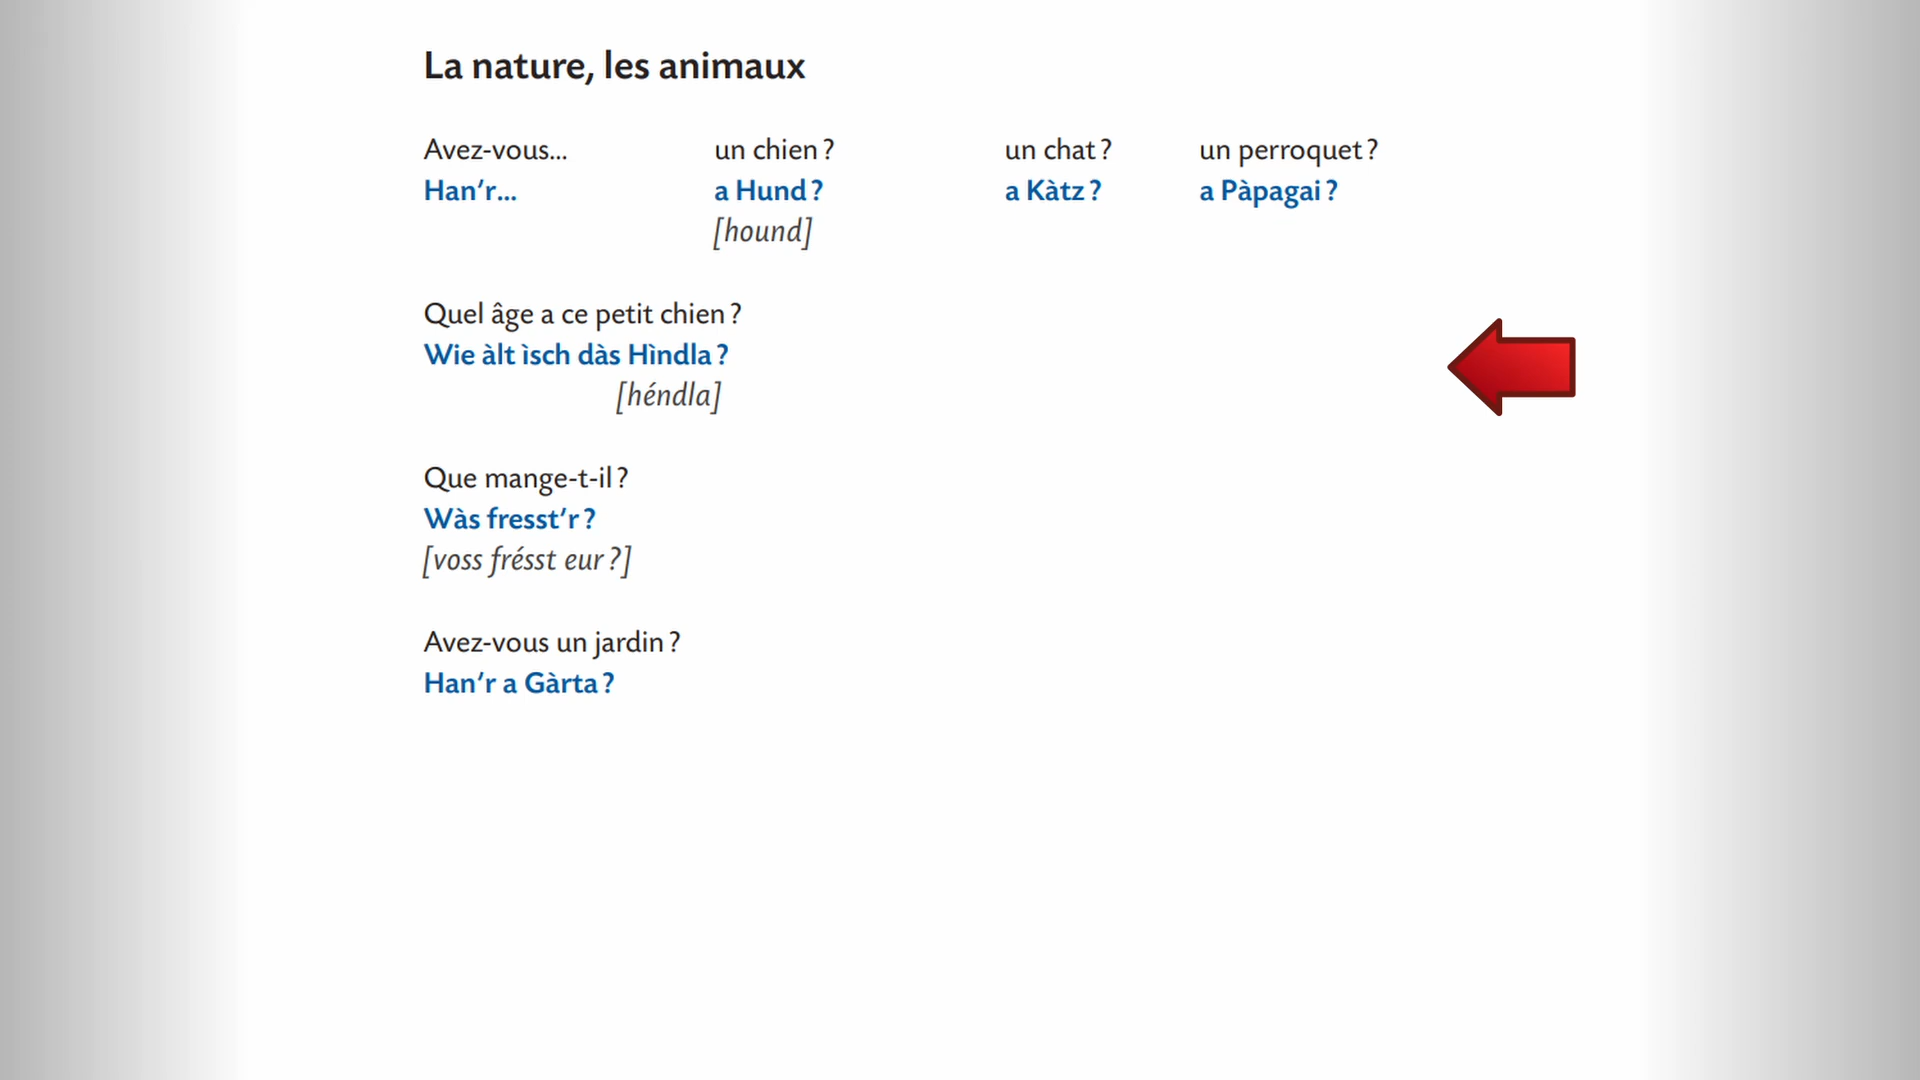 La nature, les animaux
Avez-vous... un chien ? un chat ? un perroquet ?
Han’r... a Hund ? a Kàtz ? a Pàpagai ?
[hound]
Quel âge a ce petit chien ?
Wie àlt ìsch dàs Hìndla ?
[héndla]
Que mange-t-il ?
Wàs fresst’r ?
[voss frésst eur ?]
Avez-vous un jardin ?
Han’r a Gàrta ?